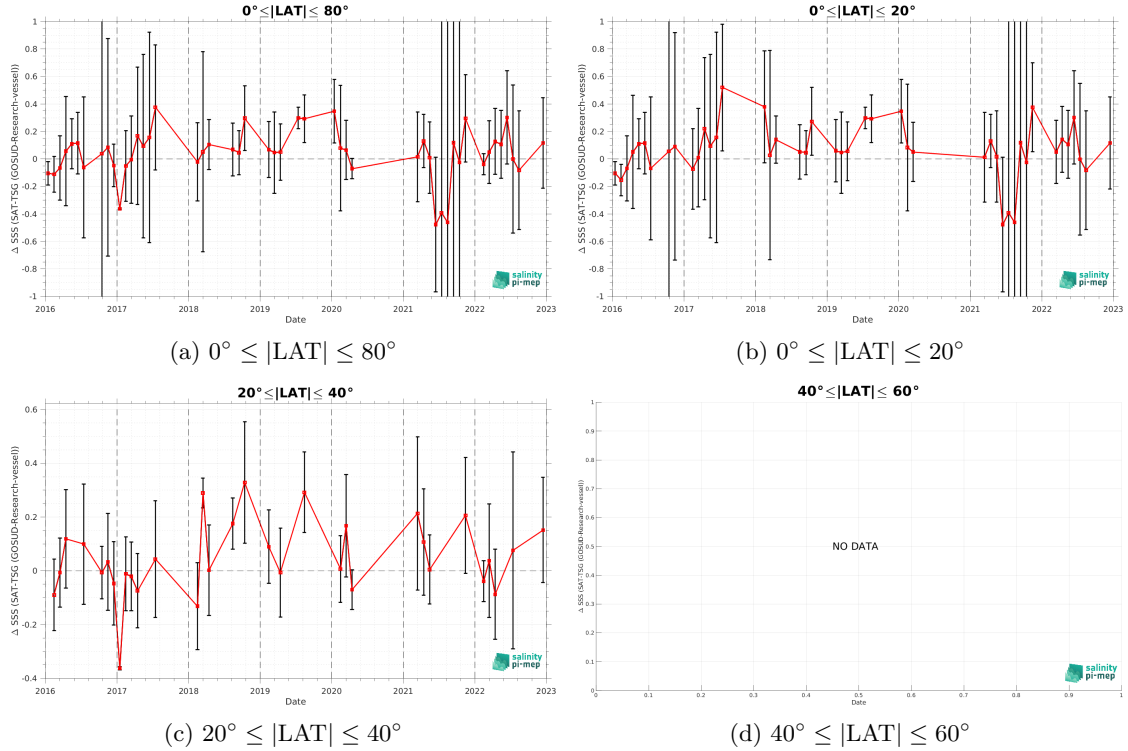 0°≤|LAT|≤ 80°
Δ SSS (SAT-TSG (GOSUD-Research-vessel))
1
0.8
0.6
0.4
0.2
0
-0.2
-0.4
-0.6
-0.8
-1
2016 2017 2018 2019 2020 2021 2022 2023
Date
salinity
pi-mep
(a) 0° ≤ |LAT| ≤ 80°
0°≤|LAT|≤ 20°
Δ SSS (SAT-TSG (GOSUD-Research-vessel))
1
0.8
0.6
0.4
0.2
0
-0.2
-0.4
-0.6
-0.8
-1
2016 2017 2018 2019 2020 2021 2022 2023
Date
salinity
pi-mep
(b) 0° ≤ |LAT| ≤ 20°
20°≤|LAT|≤ 40°
Δ SSS (SAT-TSG (GOSUD-Research-vessel))
0.6
0.4
0.2
0
-0.2
-0.4
2016 2017 2018 2019 2020 2021 2022 2023
Date
salinity
pi-mep
(c) 20° ≤ |LAT| ≤ 40°
40°≤|LAT|≤ 60°
Δ SSS (SAT-TSG (GOSUD-Research-vessel))
1
0.9
0.8
0.7
0.6
0.5
0.4
0.3
0.2
0.1
0
NO DATA
0 0.1 0.2 0.3 0.4 0.5 0.6 0.7 0.8 0.9 1
Date
salinity
pi-mep
(d) 40° ≤ |LAT| ≤ 60°